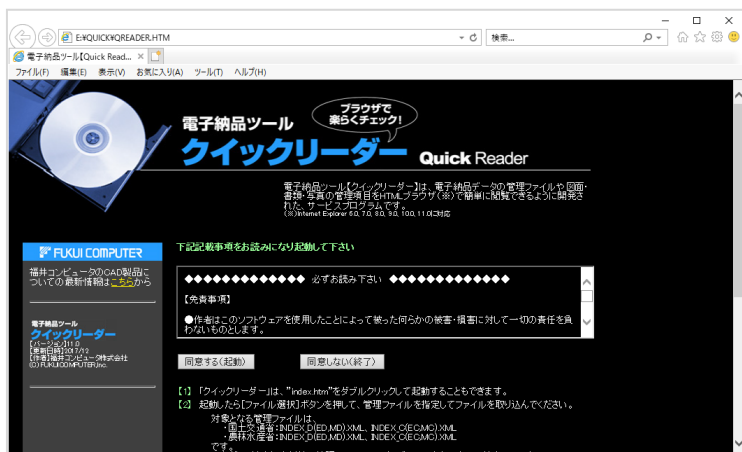 E:¥QUICK¥QREADER.HTM
検索...
電子納品ツール【Quick Read...
ファイル(F) 編集(E) 表示(V) お気に入り(A) ツール(T) ヘルプ(H)
ブラウザで
楽らくチェック!
電子納品ツール
クイックリーダー Quick Reader
電子納品ツール【クイックリーダー】は、電子納品データの管理ファイルや図面・
書類・写真の管理項目をHTMLブラウザ(※)で簡単に閲覧できるように開発さ
れた、サービスプログラムです。
(※)Internet Explorer 6.0, 7.0, 8.0, 9.0, 10.0, 11.0に対応
FUKUI COMPUTER
福井コンピュータのCAD製品に
ついての最新情報はこちらから
電子納品ツール
クイックリーダー
【バージョン】11.0
【更新日時】2017/12
【作者】福井コンピュータ株式会社
(C) FUKUI COMPUTER, Inc.
下記記載事項をお読みになり起動して下さい
◆◆◆◆◆◆◆◆◆◆◆◆◆ 必ずお読み下さい ◆◆◆◆◆◆◆◆◆◆◆◆◆
【免責事項】
●作者はこのソフトウェアを使用したことによって被った何らかの被害・損害に対して一切の責任を負
わないものとします。
同意する(起動) 同意しない(終了)
【1】 「クイックリーダー」は、"index.htm"をダブルクリックして起動することもできます。
【2】 起動したら[ファイル選択]ボタンを押して、管理ファイルを指定してファイルを取り込んでください。
対象となる管理ファイルは、
・国土交通省:INDEX_D(ED,MD).XML、INDEX_C(EC,MC).XML
・農林水産省:INDEX_D(ED,MD).XML、INDEX_C(EC,MC).XML
です。